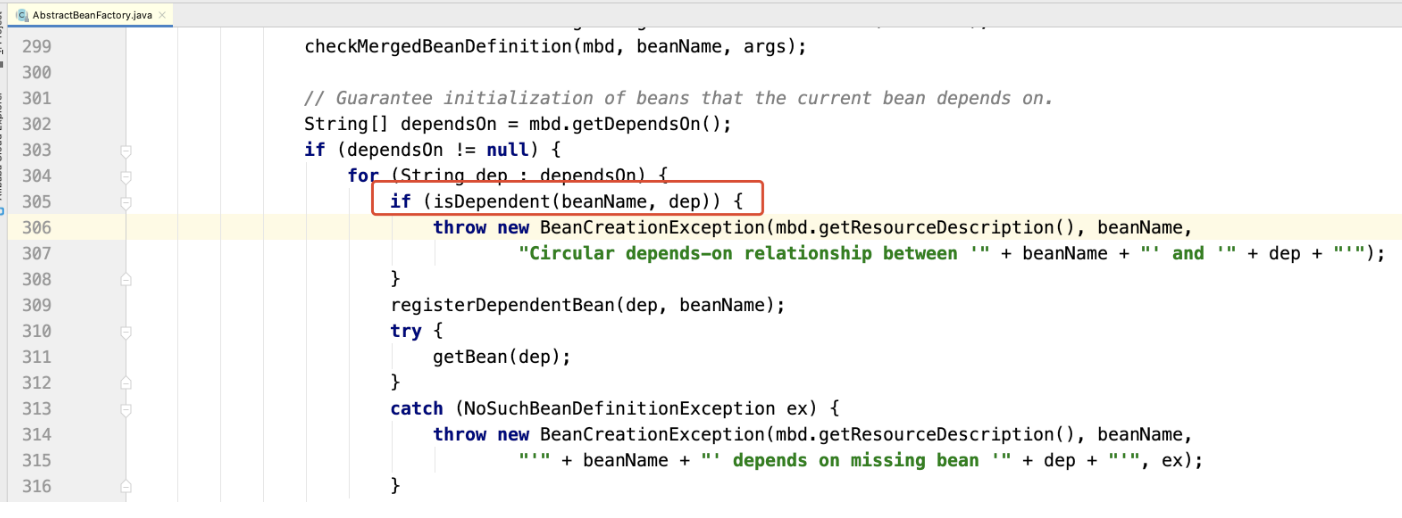 AbstractBeanFactory.java
299 checkMergedBeanDefinition(mbd, beanName, args);
300
301 // Guarantee initialization of beans that the current bean depends on.
302 String[] dependsOn = mbd.getDependsOn();
303 if (dependsOn != null) {
304 for (String dep : dependsOn) {
305 if (isDependent(beanName, dep)) {
306 throw new BeanCreationException(mbd.getResourceDescription(), beanName,
307 "Circular depends-on relationship between '" + beanName + "' and '" + dep + "'");
308 }
309 registerDependentBean(dep, beanName);
310 try {
311 getBean(dep);
312 }
313 catch (NoSuchBeanDefinitionException ex) {
314 throw new BeanCreationException(mbd.getResourceDescription(), beanName,
315 "'" + beanName + "' depends on missing bean '" + dep + "'", ex);
316 }